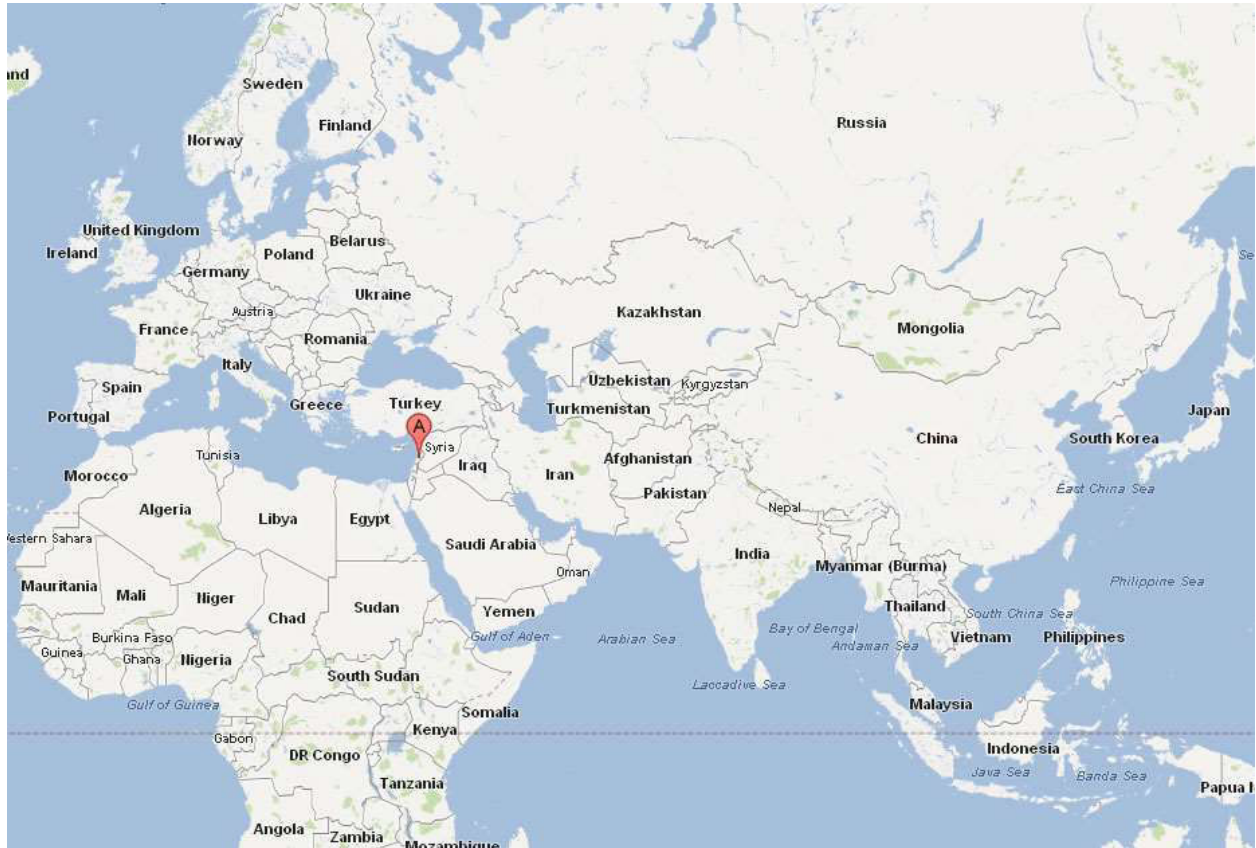 and
Sweden
Finland
Norway
Russia
United Kingdom
Ireland
Belarus
Poland
Germany
Ukraine
Austria
Kazakhstan
France
Romania
Mongolia
Italy
Uzbekistan
Kyrgyzstan
Spain
Greece
Turkey
Turkmenistan
Portugal
Japan
A
China
South Korea
Syria
Tunisia
Iraq
Iran
Afghanistan
Morocco
Pakistan
East China Sea
Algeria
Libya
Egypt
Nepal
Western Sahara
Saudi Arabia
India
Myanmar (Burma)
Oman
Philippine Sea
Mauritania
Mali
Niger
Chad
Sudan
Yemen
Thailand
South China Sea
Gulf of Aden
Arabian Sea
Bay of Bengal
Andaman Sea
Vietnam
Philippines
Burkina Faso
Guinea
Ghana
Nigeria
South Sudan
Laccadive Sea
Gulf of Guinea
Somalia
Malaysia
Gabon
Kenya
DR Congo
Indonesia
Java Sea
Banda Sea
Tanzania
Papua
Angola
Zambia
Mozambique
Se